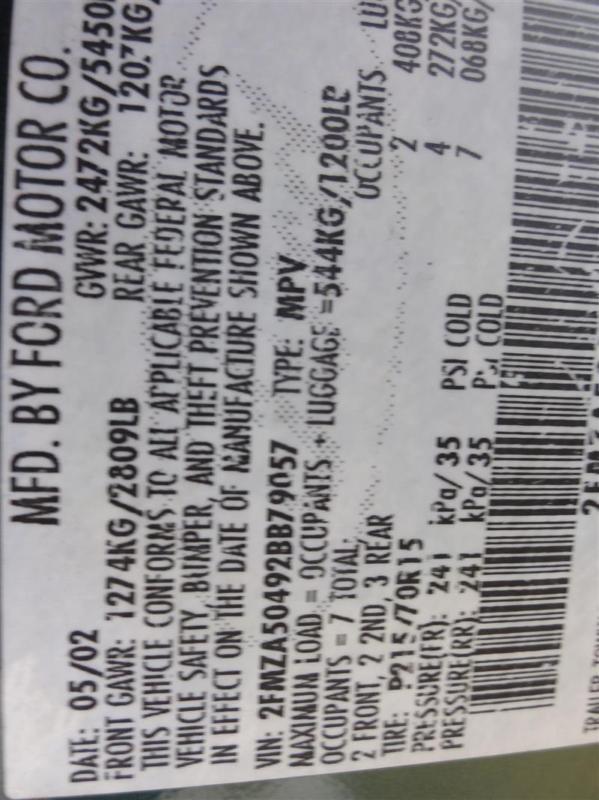 MFD. BY FORD MOTOR CO.
DATE: 05/02 GVWR: 2472KG/5450
FRONT GAWR: 1274KG/2809LB REAR GAWR: 1207KG/
THIS VEHICLE CONFORMS TO ALL APPLICABLE FEDERAL MOTOR
VEHICLE SAFETY, BUMPER, AND THEFT PREVENTION STANDARDS
IN EFFECT ON THE DATE OF MANUFACTURE SHOWN ABOVE.
VIN: 2FMZA50492BB79057 TYPE: MPV
MAXIMUM LOAD = OCCUPANTS + LUGGAGE =544KG/1200LB
OCCUPANTS = 7 TOTAL, OCCUPANTS LU
2 FRONT, 2 2ND, 3 REAR 2 408KG
TIRE: P215/70R15 4 272KG/
PRESSURE(FR): 241 kPa/35 PSI COLD 7 068KG/
PRESSURE(RR): 241 kPa/35 PSI COLD